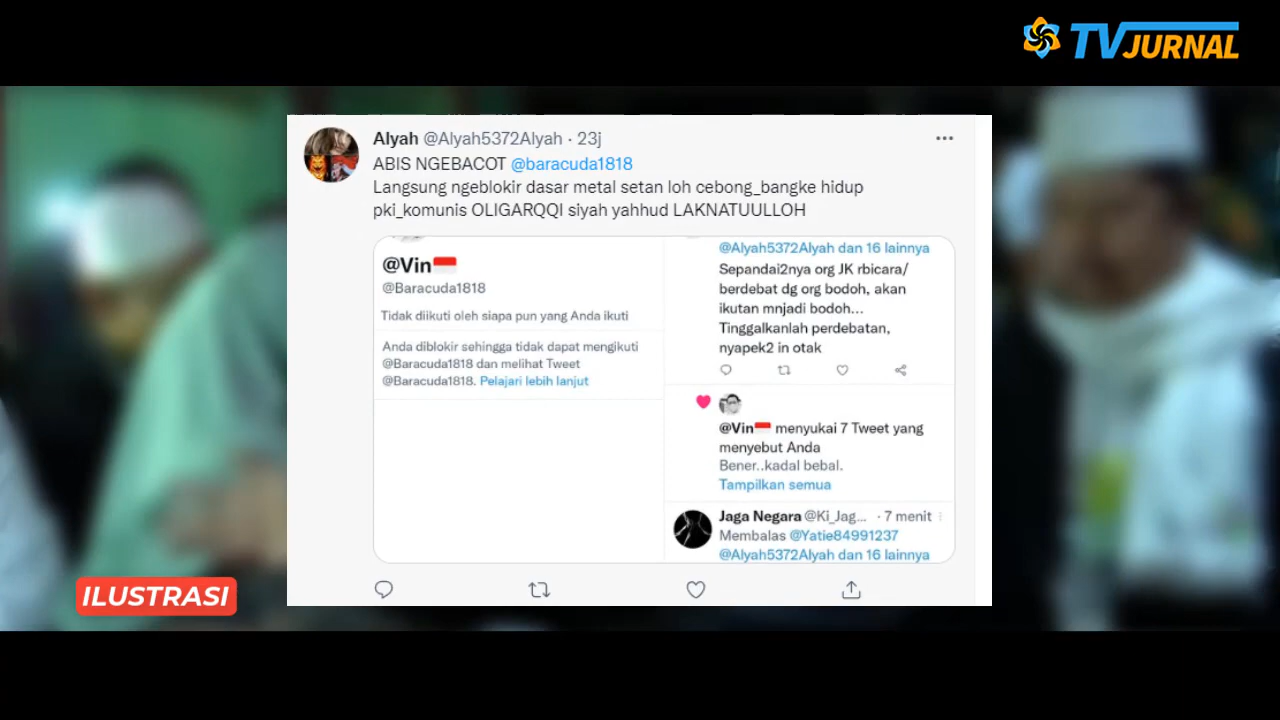 TVJURNAL
Alyah @Alyah5372Alyah · 23j
ABIS NGEBACOT @baracuda1818
Langsung ngeblokir dasar metal setan loh cebong_bangke hidup
pki_komunis OLIGARQQI siyah yahhud LAKNATUULLOH
@Vin
@Baracuda1818
Tidak diikuti oleh siapa pun yang Anda ikuti
Anda diblokir sehingga tidak dapat mengikuti
@Baracuda1818 dan melihat Tweet
@Baracuda1818. Pelajari lebih lanjut
@Alyah5372Alyah dan 16 lainnya
Sepandai2nya org JK rbicara/
berdebat dg org bodoh, akan
ikutan mnjadi bodoh...
Tinggalkanlah perdebatan,
nyapek2 in otak
@Vin menyukai 7 Tweet yang
menyebut Anda
Bener..kadal bebal.
Tampilkan semua
Jaga Negara @Ki_Jag... · 7 menit
Membalas @Yatie84991237
@Alyah5372Alyah dan 16 lainnya
ILUSTRASI